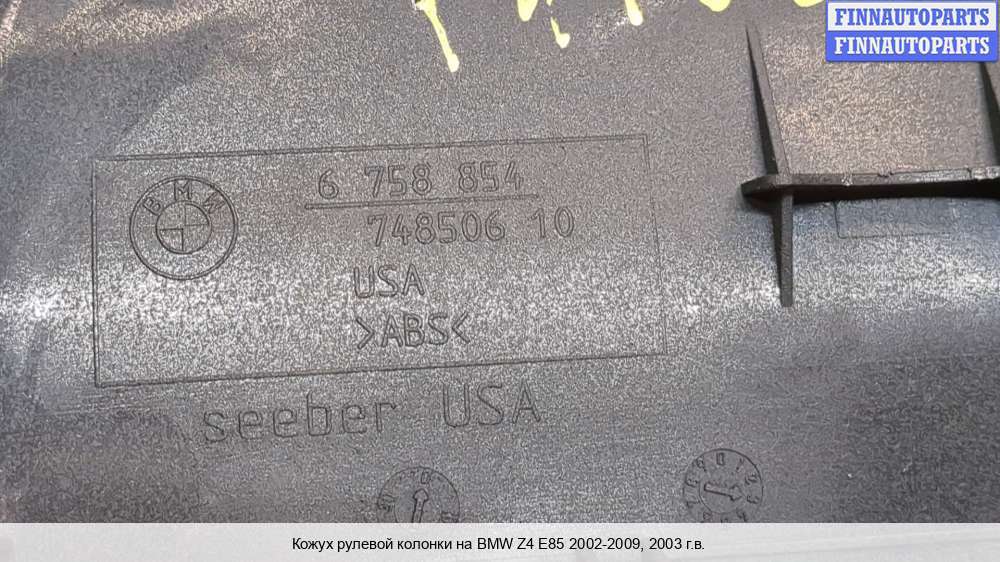 FINNAUTOPARTS
FINNAUTOPARTS
BMW
6 758 854
748506 10
USA
>ABS<
seeber USA
Кожух рулевой колонки на BMW Z4 E85 2002-2009, 2003 г.в.